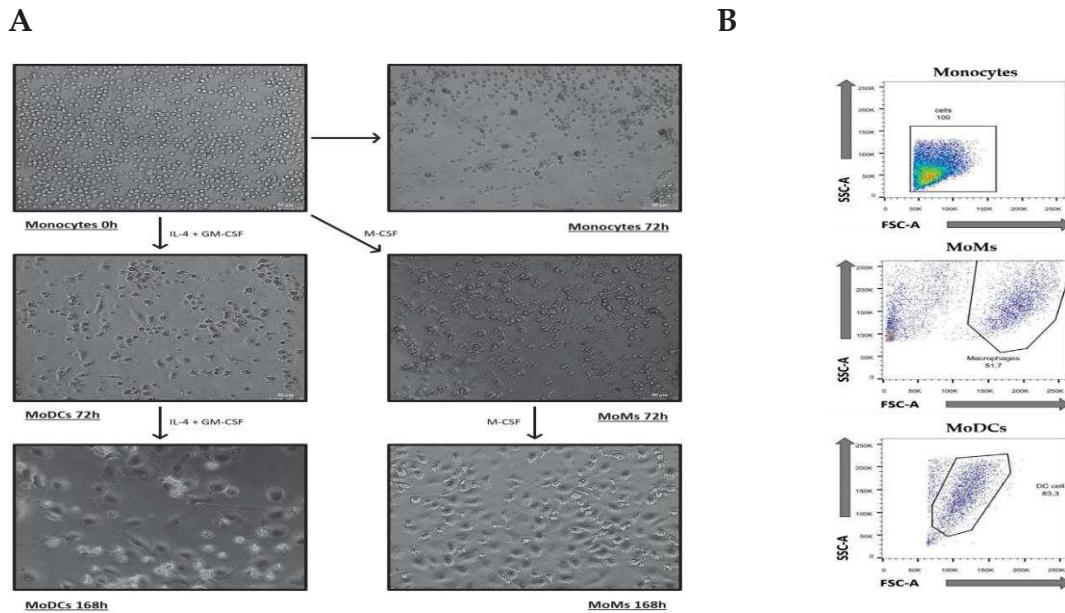 A
B
Monocytes 0h
Monocytes 72h
IL-4 + GM-CSF
M-CSF
MoDCs 72h
MoMs 72h
IL-4 + GM-CSF
M-CSF
MoDCs 168h
MoMs 168h
Monocytes
250K
200K
150K
100K
50K
0
cells
100
SSC-A
50K
100K
150K
200K
250K
FSC-A
MoMs
250K
200K
150K
100K
50K
0
Macrophages
51,7
SSC-A
0
50K
100K
150K
200K
250K
FSC-A
MoDCs
250K
200K
150K
100K
50K
0
DC cell
83,3
SSC-A
0
50K
100K
150K
200K
250K
FSC-A